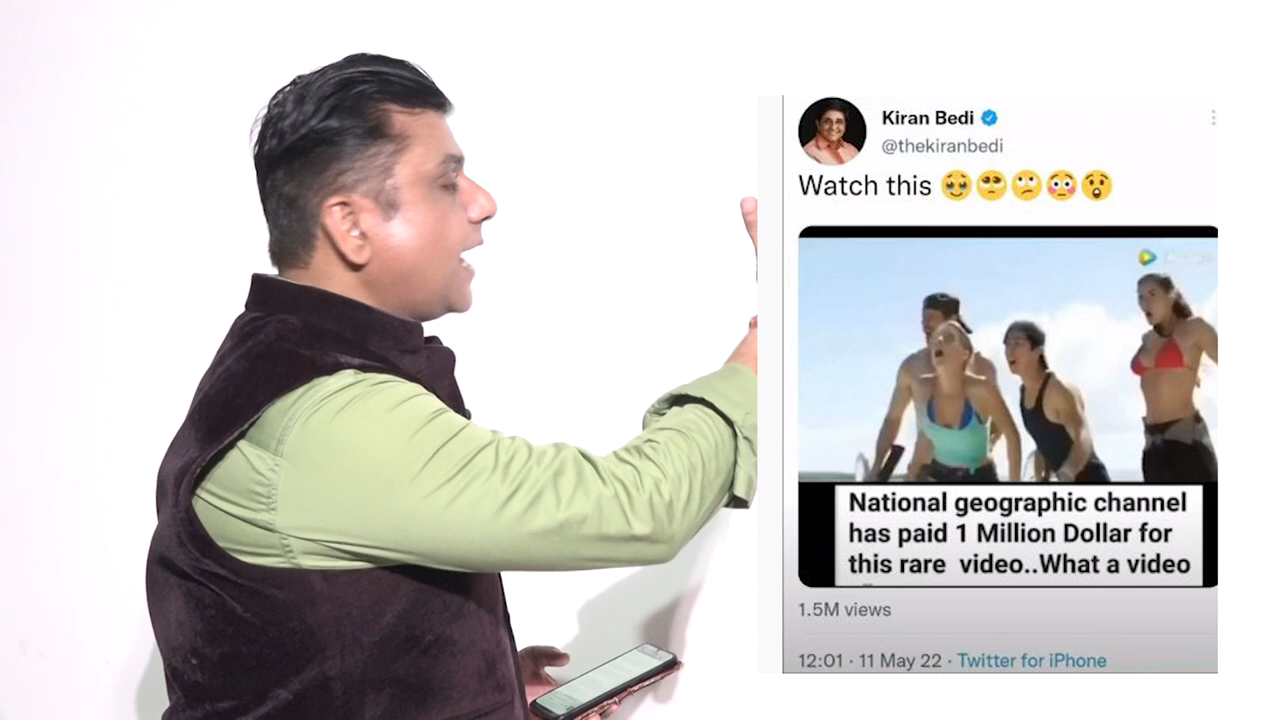 Kiran Bedi
@thekiranbedi
Watch this 🥹🥺🙄😳😲
National geographic channel
has paid 1 Million Dollar for
this rare video..What a video
1.5M views
12:01 · 11 May 22 · Twitter for iPhone